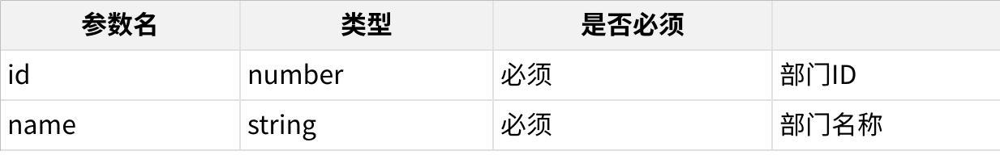 参数名 类型 是否必须
id number 必须 部门ID
name string 必须 部门名称